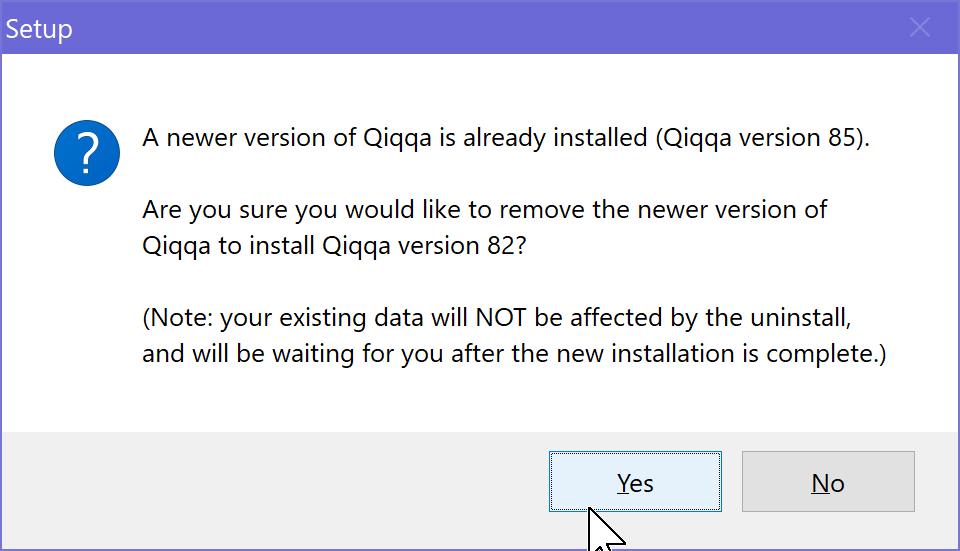 Setup
A newer version of Qiqqa is already installed (Qiqqa version 85).
Are you sure you would like to remove the newer version of
Qiqqa to install Qiqqa version 82?
(Note: your existing data will NOT be affected by the uninstall,
and will be waiting for you after the new installation is complete.)
Yes
No